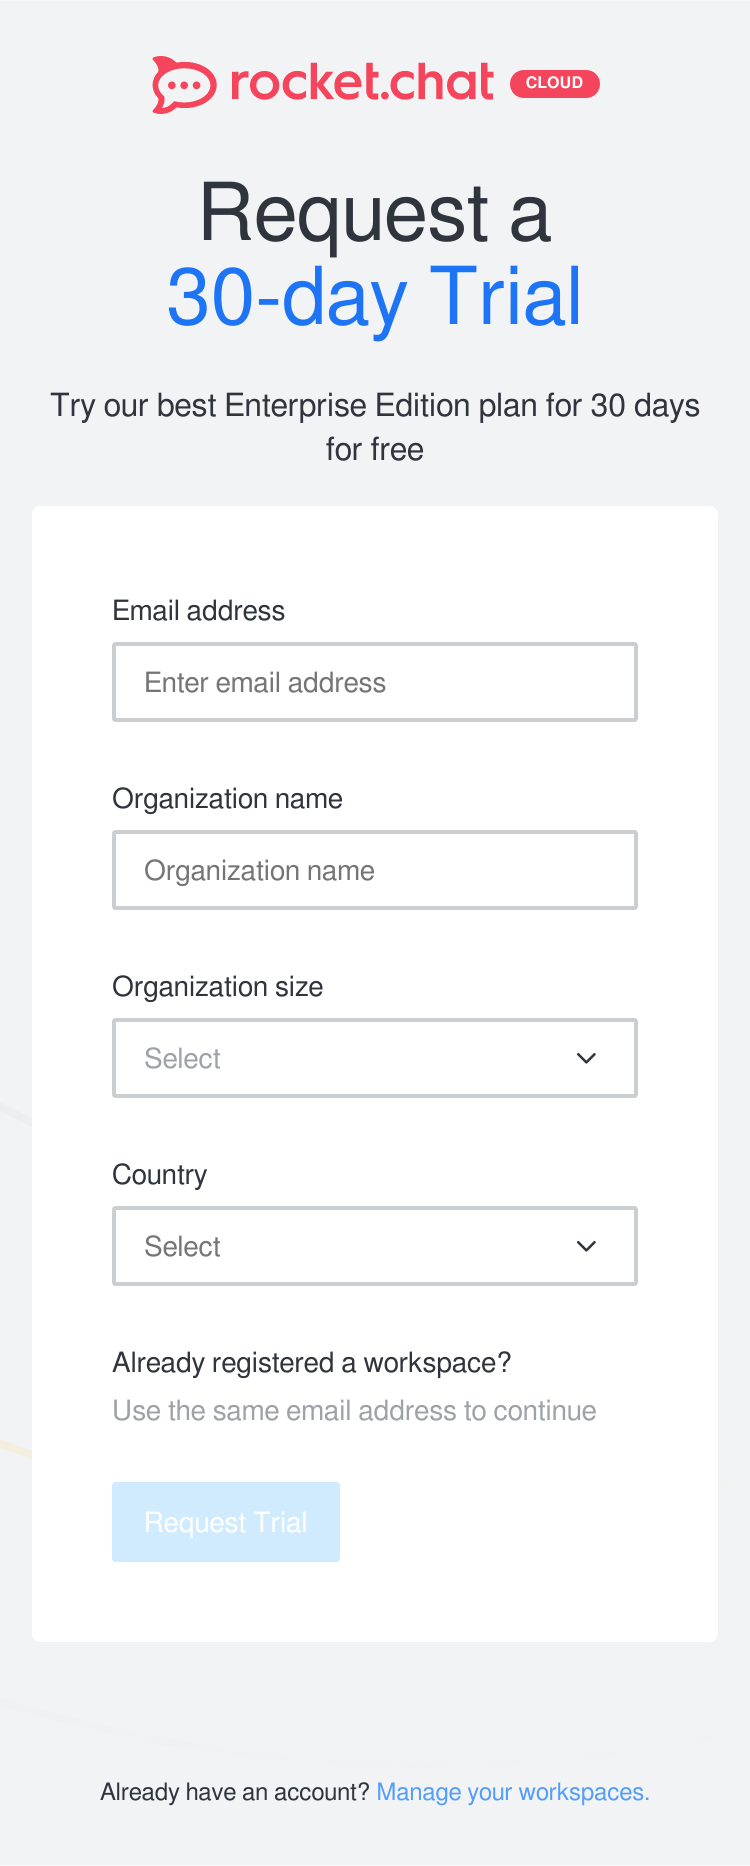 rocket.chat CLOUD
Request a
30-day Trial
Try our best Enterprise Edition plan for 30 days
for free
Email address
Enter email address
Organization name
Organization name
Organization size
Select
Country
Select
Already registered a workspace?
Use the same email address to continue
Request Trial
Already have an account? Manage your workspaces.